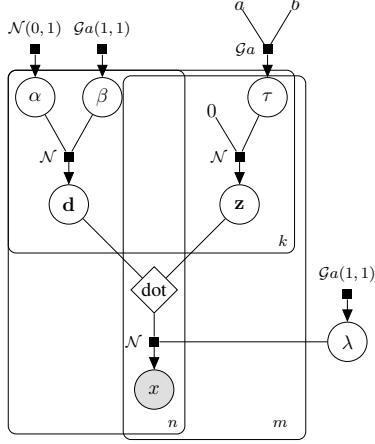 a b
𝒩(0, 1) 𝒢a(1, 1)
𝒢a
α β τ
0
𝒩 𝒩
d z
k
𝒢a(1, 1)
dot
𝒩 λ
x
n m